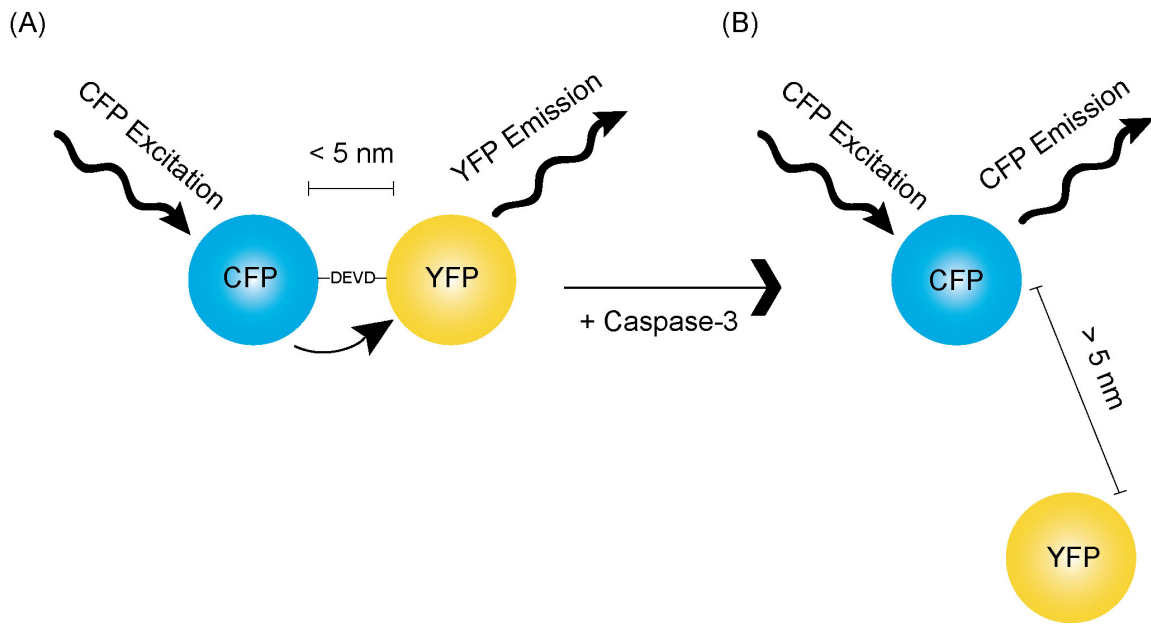 (A)
(B)
CFP Excitation
< 5 nm
YFP Emission
CFP
DEVD
YFP
+ Caspase-3
CFP Excitation
CFP Emission
CFP
> 5 nm
YFP